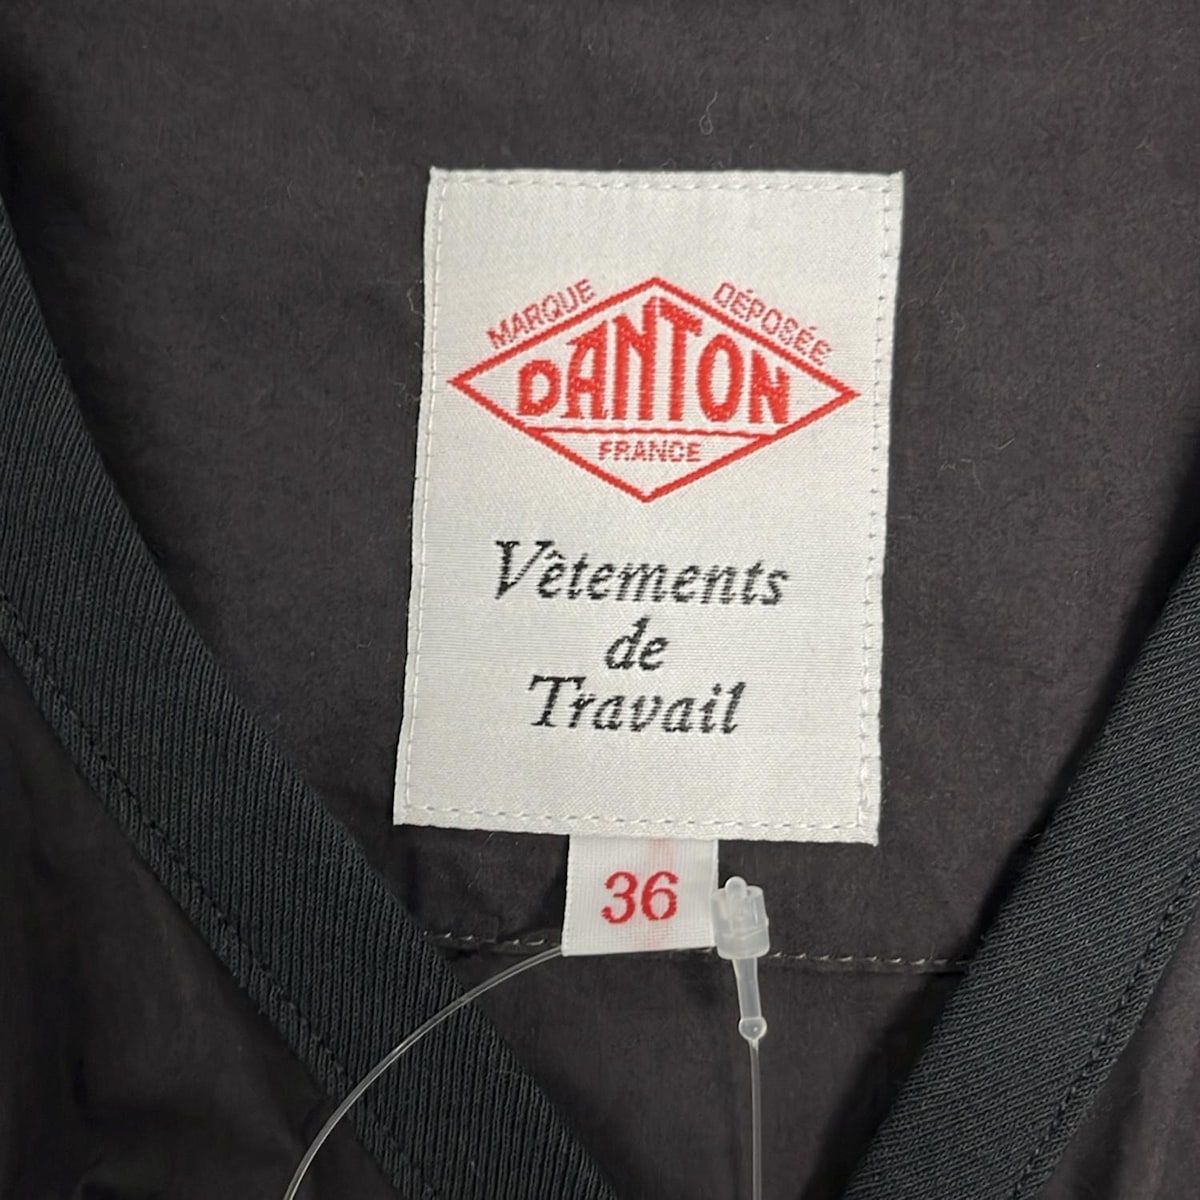 MARQUE DÉPOSÉE
DANTON
FRANCE
Vêtements
de
Travail
36